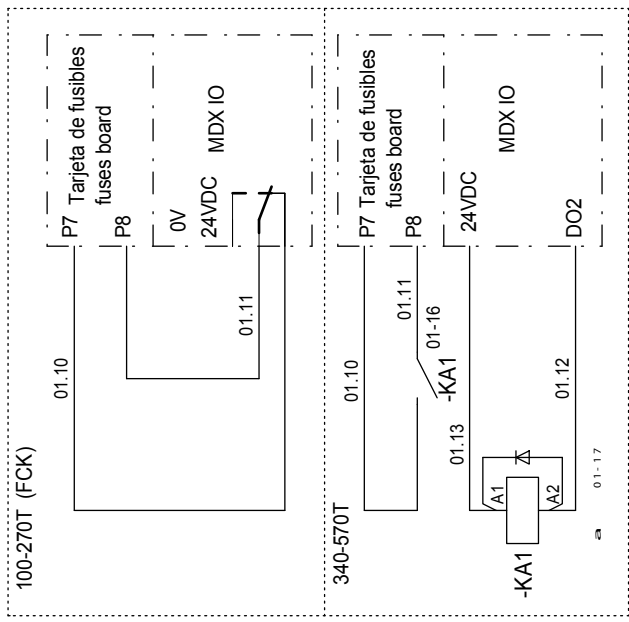 100-270T (FCK)
P7
Tarjeta de fusibles
fuses board
P8
0V
24VDC
MDX IO
01.10
01.11
340-570T
P7
Tarjeta de fusibles
fuses board
P8
24VDC
MDX IO
DO2
01.10
01.11
01-16
-KA1
01.13
01.12
A1
A2
-KA1
a
01-17